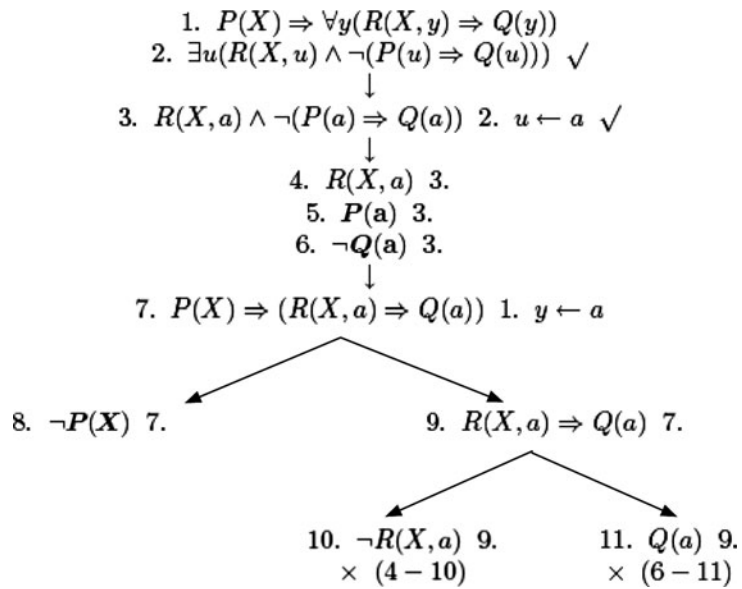 1. P(X) ⇒ ∀y(R(X, y) ⇒ Q(y))
2. ∃u(R(X, u) ∧ ¬(P(u) ⇒ Q(u))) √
↓
3. R(X, a) ∧ ¬(P(a) ⇒ Q(a)) 2. u ← a √
↓
4. R(X, a) 3.
5. P(a) 3.
6. ¬Q(a) 3.
↓
7. P(X) ⇒ (R(X, a) ⇒ Q(a)) 1. y ← a
8. ¬P(X) 7.
9. R(X, a) ⇒ Q(a) 7.
10. ¬R(X, a) 9.
× (4 − 10)
11. Q(a) 9.
× (6 − 11)